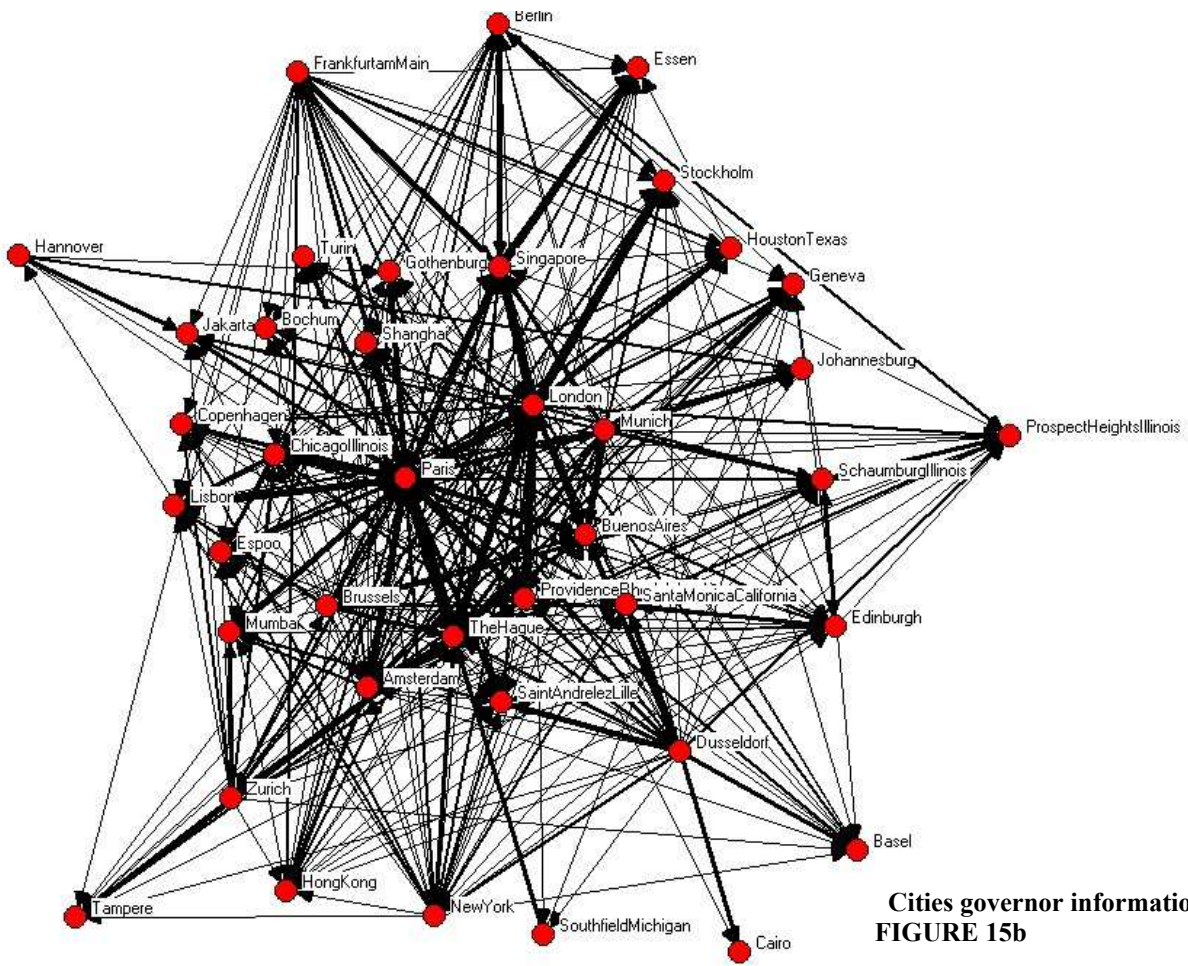 Berlin
FrankfurtamMain
Essen
Stockholm
Hannover
Turin
Gothenburg
Singapore
HoustonTexas
Geneva
Jakarta
Bochum
Shanghai
Johannesburg
London
Copenhagen
ChicagoIllinois
Munich
ProspectHeightsIllinois
Paris
SchaumburgIllinois
Lisbon
Espoo
BuenosAires
Brussels
ProvidenceRh
SantaMonicaCalifornia
Mumbai
TheHague
Edinburgh
Amsterdam
SaintAndrelezLille
Dusseldorf
Zurich
Basel
HongKong
NewYork
Tampere
SouthfieldMichigan
Cairo
Cities governor informatio
FIGURE 15b